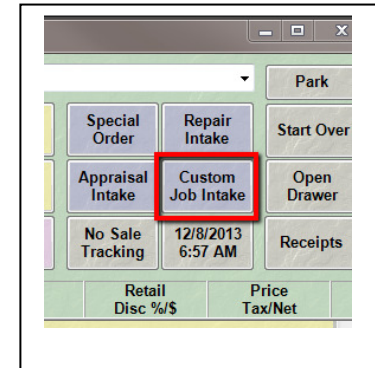 Park
Special Order
Repair Intake
Start Over
Appraisal Intake
Custom Job Intake
Open Drawer
No Sale Tracking
12/8/2013 6:57 AM
Receipts
Retail Disc %/$
Price Tax/Net